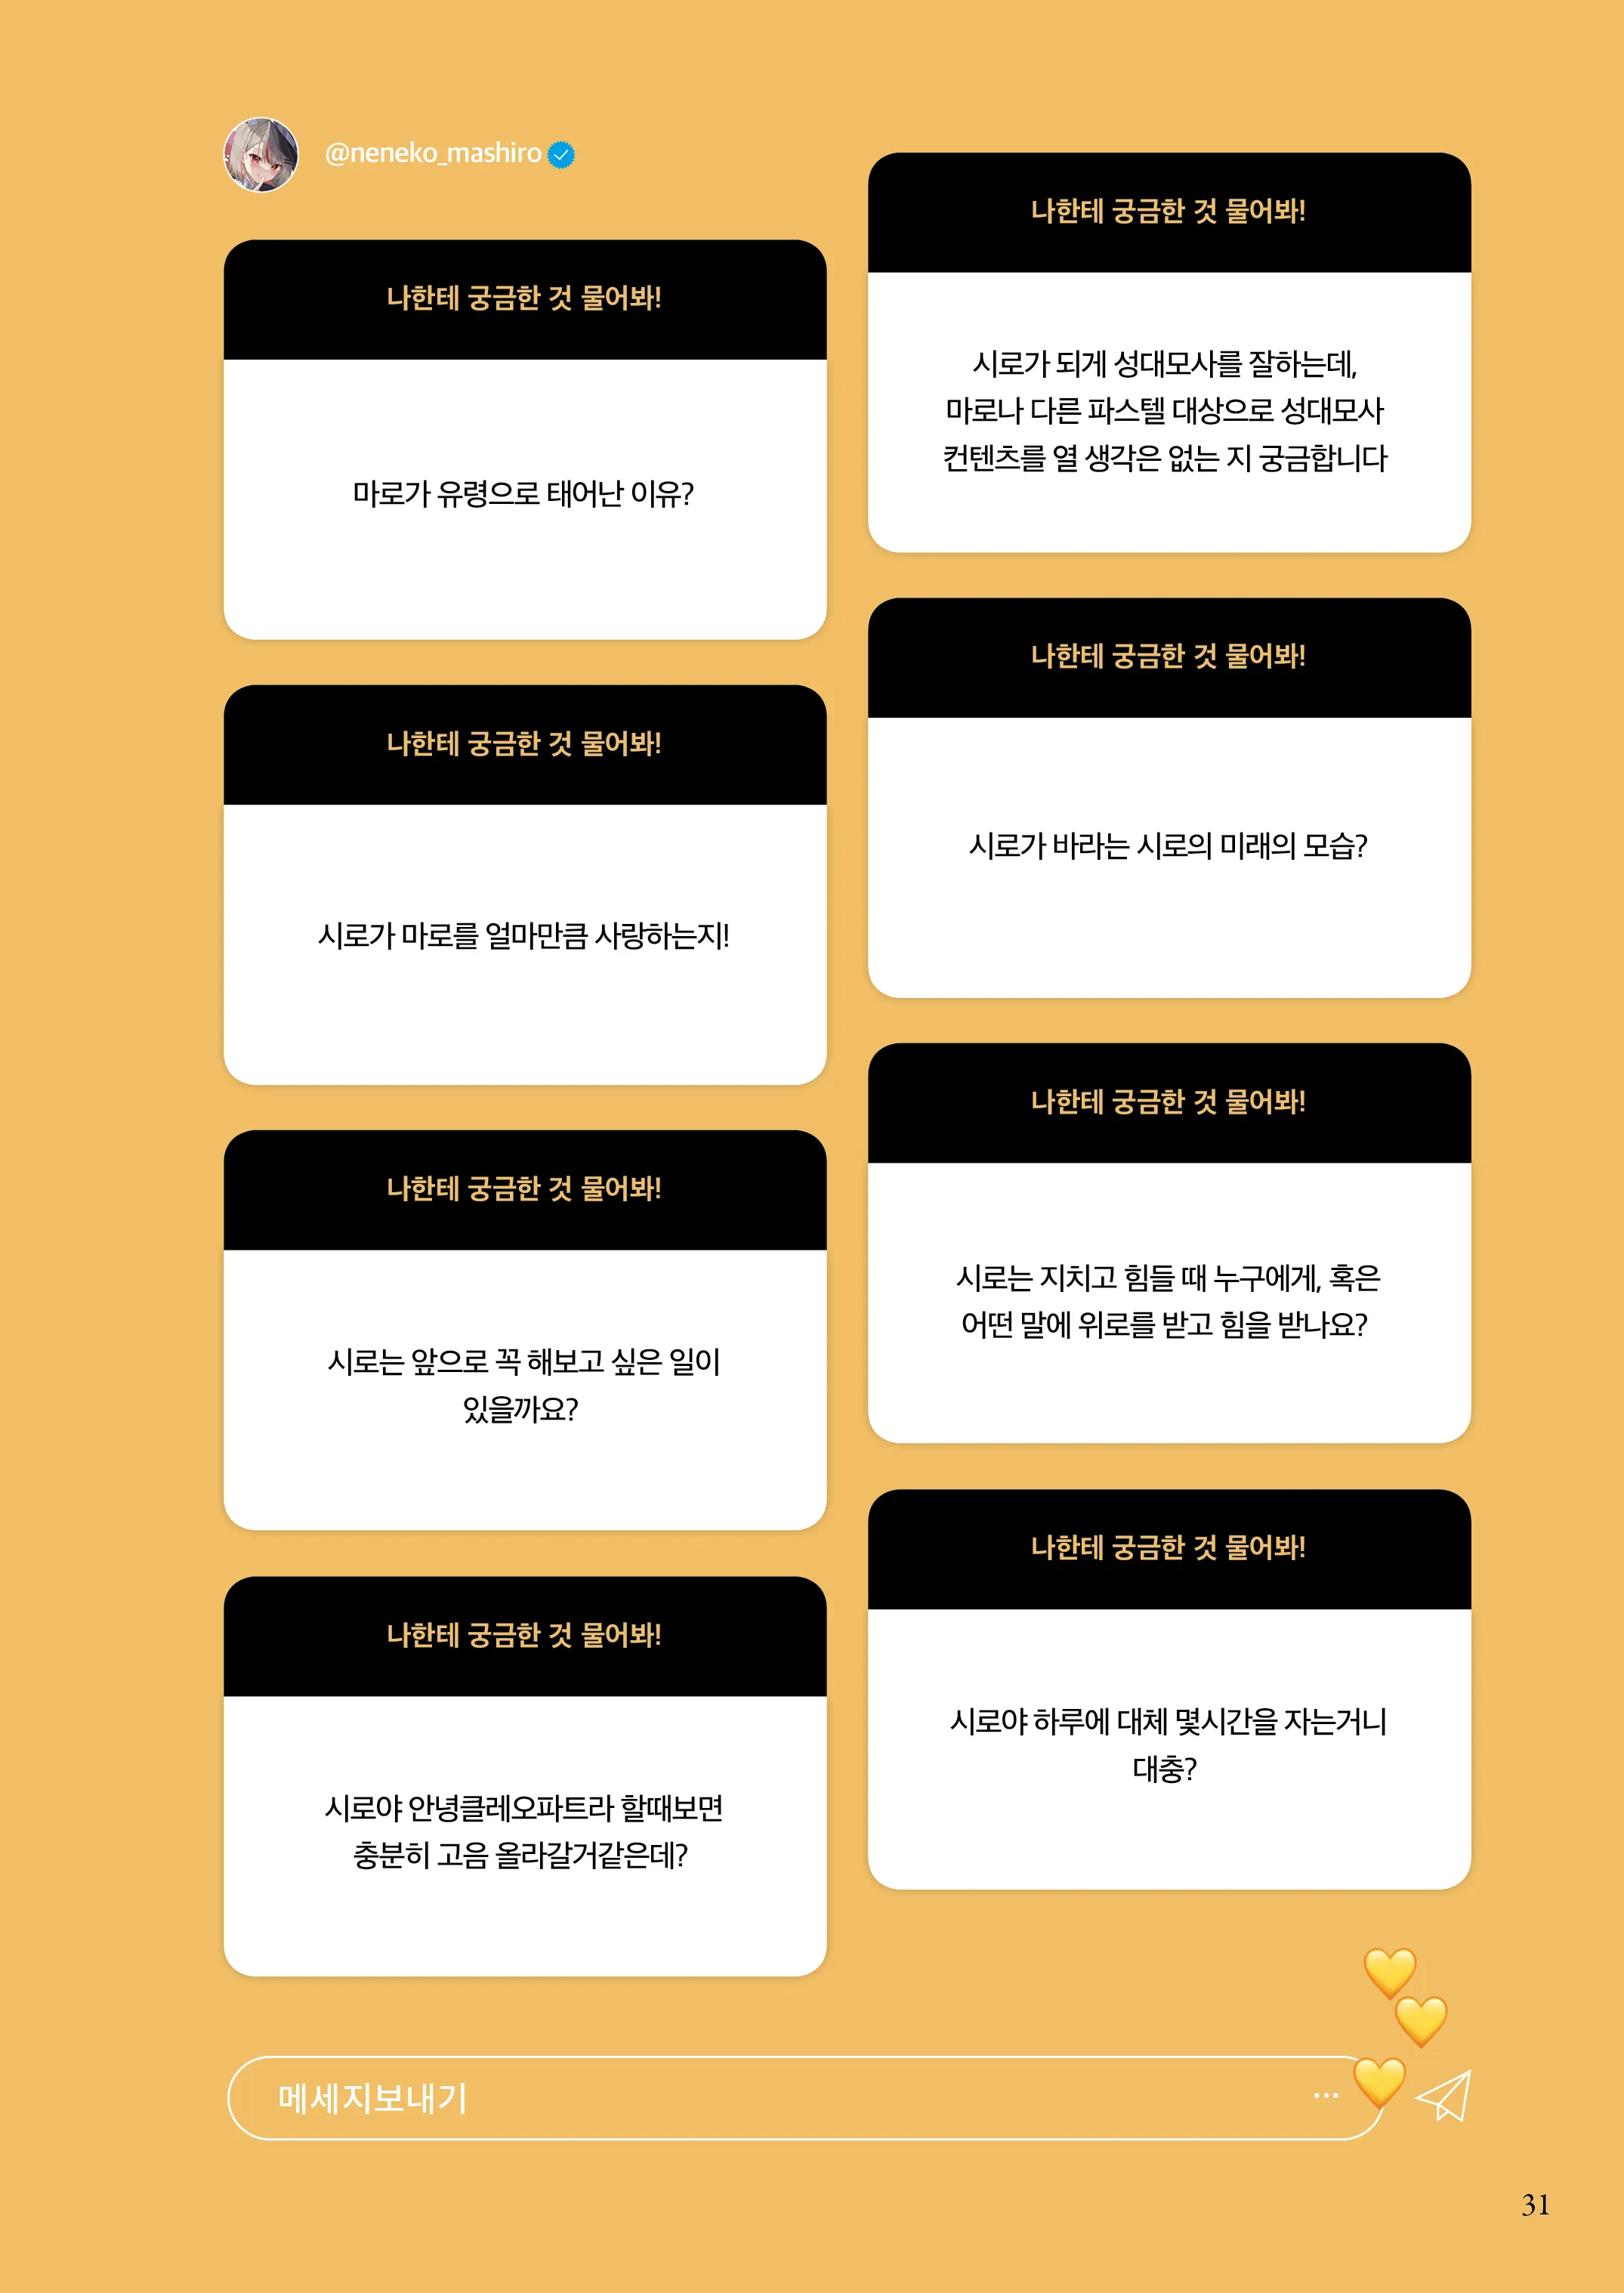 @neneko_mashiro
나한테 궁금한 것 물어봐!
마로가 유령으로 태어난 이유?
나한테 궁금한 것 물어봐!
시로가 마로를 얼마만큼 사랑하는지!
나한테 궁금한 것 물어봐!
시로는 앞으로 꼭 해보고 싶은 일이
있을까요?
나한테 궁금한 것 물어봐!
시로야 안녕클레오파트라 할때보면
충분히 고음 올라갈거같은데?
나한테 궁금한 것 물어봐!
시로가 되게 성대모사를 잘하는데,
마로나 다른 파스텔 대상으로 성대모사
컨텐츠를 열 생각은 없는 지 궁금합니다
나한테 궁금한 것 물어봐!
시로가 바라는 시로의 미래의 모습?
나한테 궁금한 것 물어봐!
시로는 지치고 힘들 때 누구에게, 혹은
어떤 말에 위로를 받고 힘을 받나요?
나한테 궁금한 것 물어봐!
시로야 하루에 대체 몇시간을 자는거니
대충?
메세지보내기
31